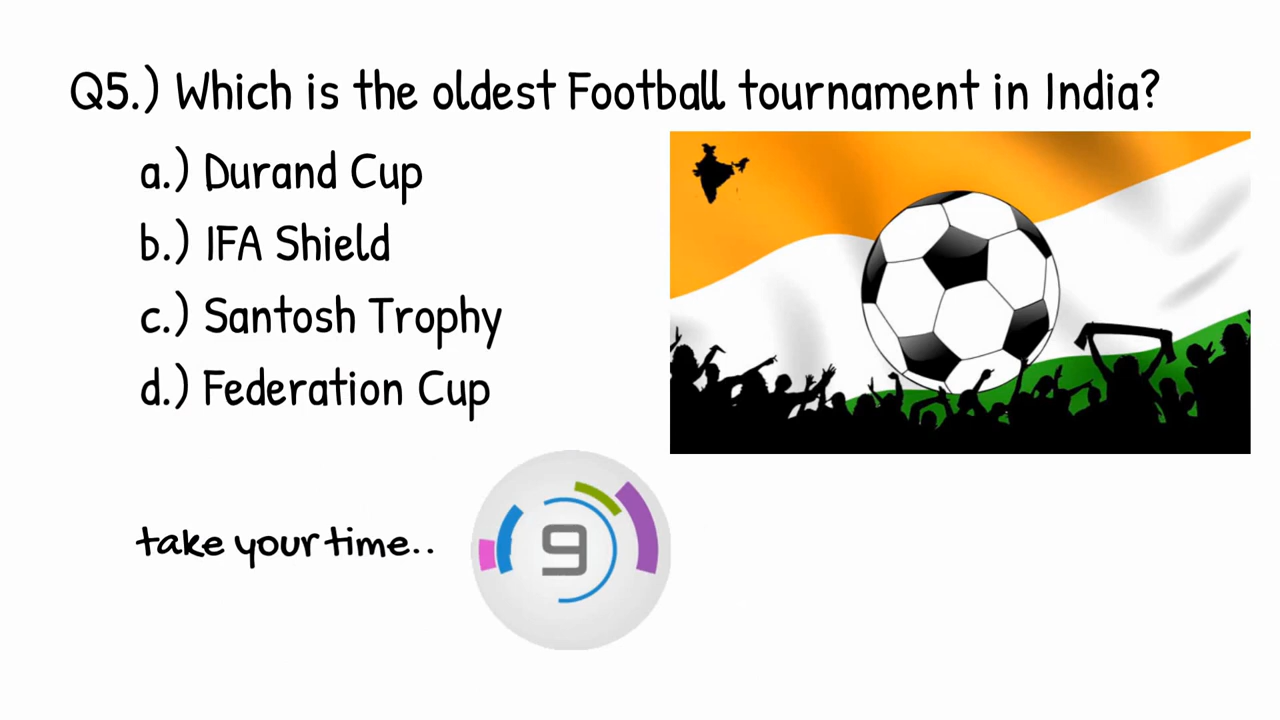 Q5.) Which is the oldest Football tournament in India?
a.) Durand Cup
b.) IFA Shield
c.) Santosh Trophy
d.) Federation Cup
take your time..
9